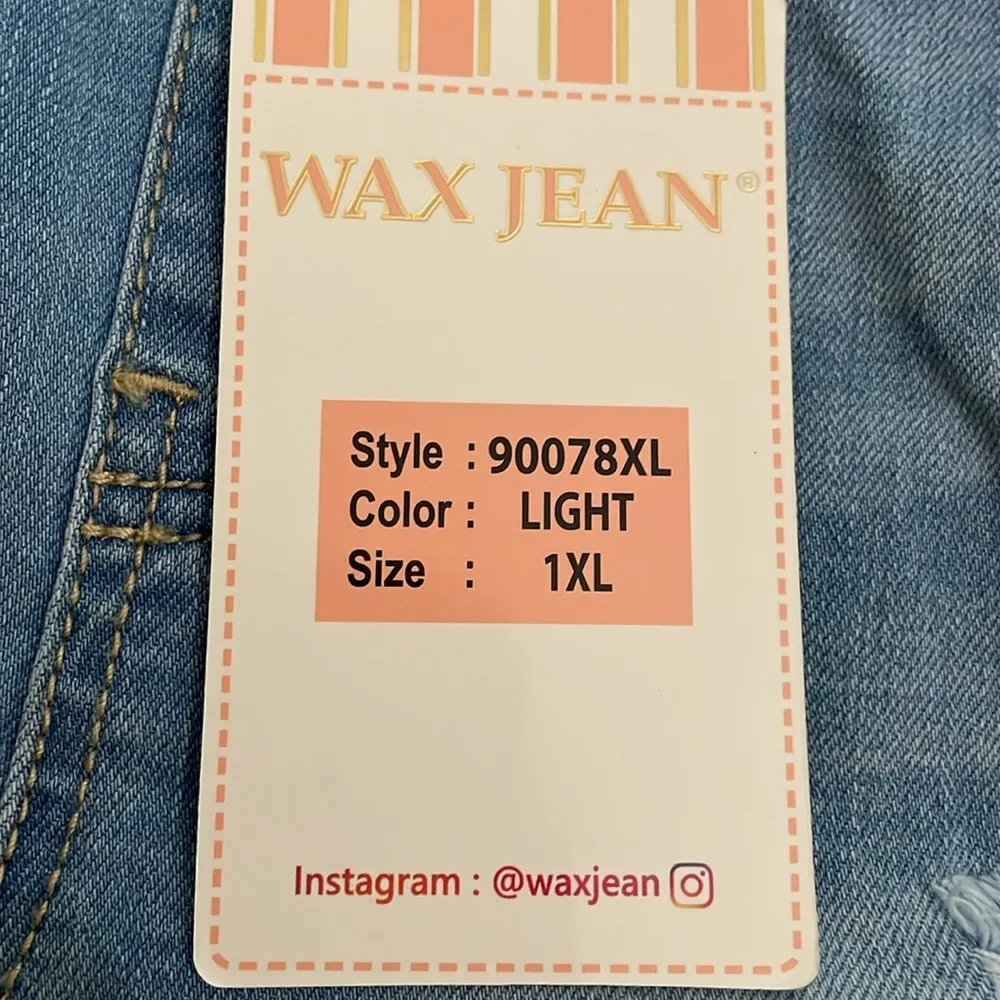 WAX JEAN®
Style : 90078XL
Color : LIGHT
Size : 1XL
Instagram : @waxjean